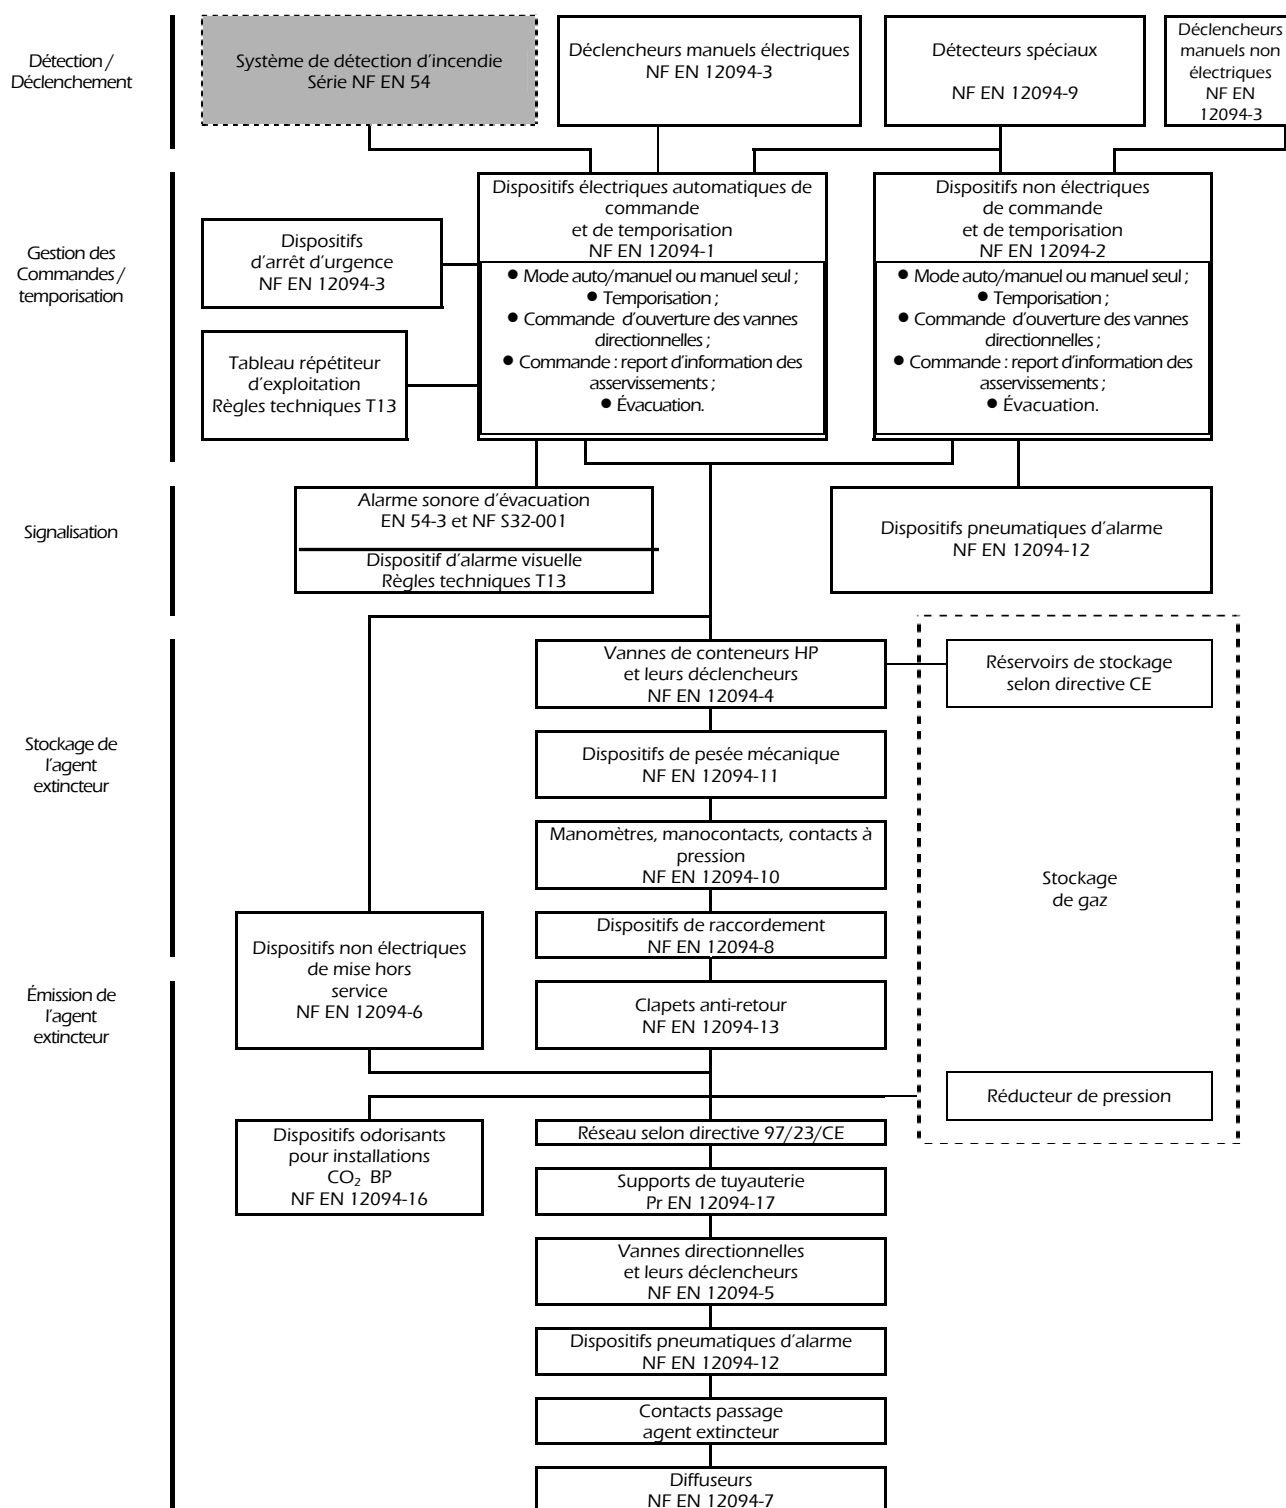 Détection /
Déclenchement
Système de détection d'incendie
Série NF EN 54
Déclencheurs manuels électriques
NF EN 12094-3
Détecteurs spéciaux
NF EN 12094-9
Déclencheurs
manuels non
électriques
NF EN
12094-3
Gestion des
Commandes /
temporisation
Dispositifs
d'arrêt d'urgence
NF EN 12094-3
Tableau répétiteur
d'exploitation
Règles techniques T13
Dispositifs électriques automatiques de
commande
et de temporisation
NF EN 12094-1
● Mode auto/manuel ou manuel seul ;
● Temporisation ;
● Commande d'ouverture des vannes
directionnelles ;
● Commande : report d'information des
asservissements ;
● Évacuation.
Dispositifs non électriques
de commande
et de temporisation
NF EN 12094-2
● Mode auto/manuel ou manuel seul ;
● Temporisation ;
● Commande d'ouverture des vannes
directionnelles ;
● Commande : report d'information des
asservissements ;
● Évacuation.
Signalisation
Alarme sonore d'évacuation
EN 54-3 et NF S32-001
Dispositif d'alarme visuelle
Règles techniques T13
Dispositifs pneumatiques d'alarme
NF EN 12094-12
Stockage de
l'agent
extincteur
Vannes de conteneurs HP
et leurs déclencheurs
NF EN 12094-4
Réservoirs de stockage
selon directive CE
Dispositifs de pesée mécanique
NF EN 12094-11
Manomètres, manocontacts, contacts à
pression
NF EN 12094-10
Stockage
de gaz
Dispositifs de raccordement
NF EN 12094-8
Dispositifs non électriques
de mise hors
service
NF EN 12094-6
Émission de
l'agent
extincteur
Clapets anti-retour
NF EN 12094-13
Réducteur de pression
Dispositifs odorisants
pour installations
CO₂ BP
NF EN 12094-16
Réseau selon directive 97/23/CE
Supports de tuyauterie
Pr EN 12094-17
Vannes directionnelles
et leurs déclencheurs
NF EN 12094-5
Dispositifs pneumatiques d'alarme
NF EN 12094-12
Contacts passage
agent extincteur
Diffuseurs
NF EN 12094-7